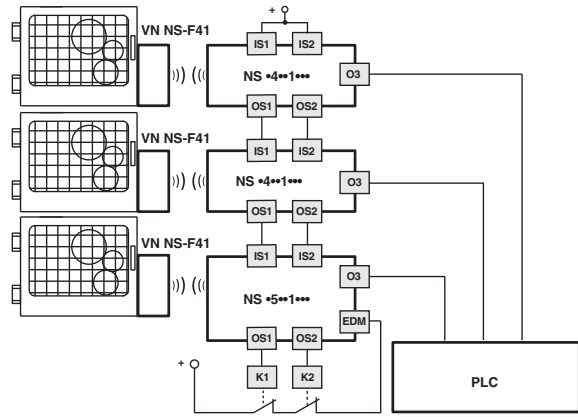 +
VN NS-F41
IS1 IS2
NS •4••1•••
O3
OS1 OS2
VN NS-F41
IS1 IS2
NS •4••1•••
O3
OS1 OS2
VN NS-F41
IS1 IS2
O3
NS •5••1•••
EDM
OS1 OS2
+
K1 K2
PLC